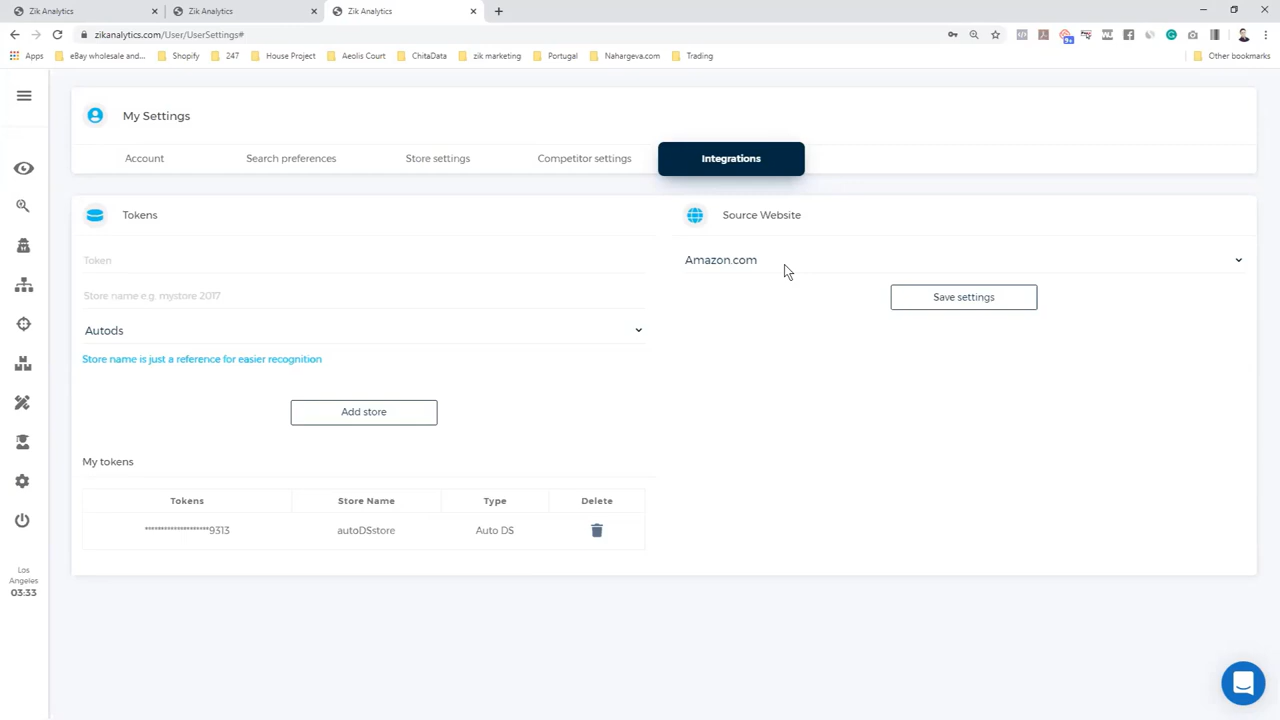 Zik Analytics
Zik Analytics
Zik Analytics
zikanalytics.com/User/UserSettings#
9+
Apps
eBay wholesale and...
Shopify
247
House Project
Aeolis Court
ChitaData
zik marketing
Portugal
Nahargeva.com
Trading
Other bookmarks
My Settings
Account
Search preferences
Store settings
Competitor settings
Integrations
Tokens
Source Website
Token
Amazon.com
Store name e.g. mystore 2017
Save settings
Autods
Store name is just a reference for easier recognition
Add store
My tokens
Tokens
Store Name
Type
Delete
********************9313
autoDSstore
Auto DS
Los
Angeles
03:33